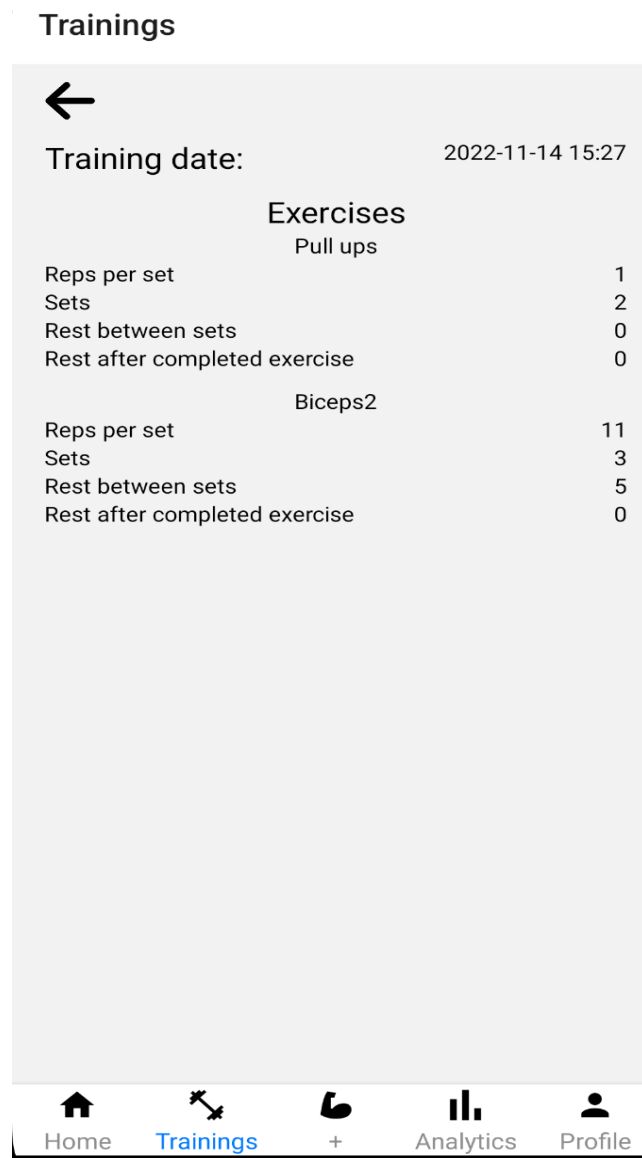 Trainings
Training date: 2022-11-14 15:27
Exercises
Pull ups
Reps per set 1
Sets 2
Rest between sets 0
Rest after completed exercise 0
Biceps2
Reps per set 11
Sets 3
Rest between sets 5
Rest after completed exercise 0
Home Trainings + Analytics Profile